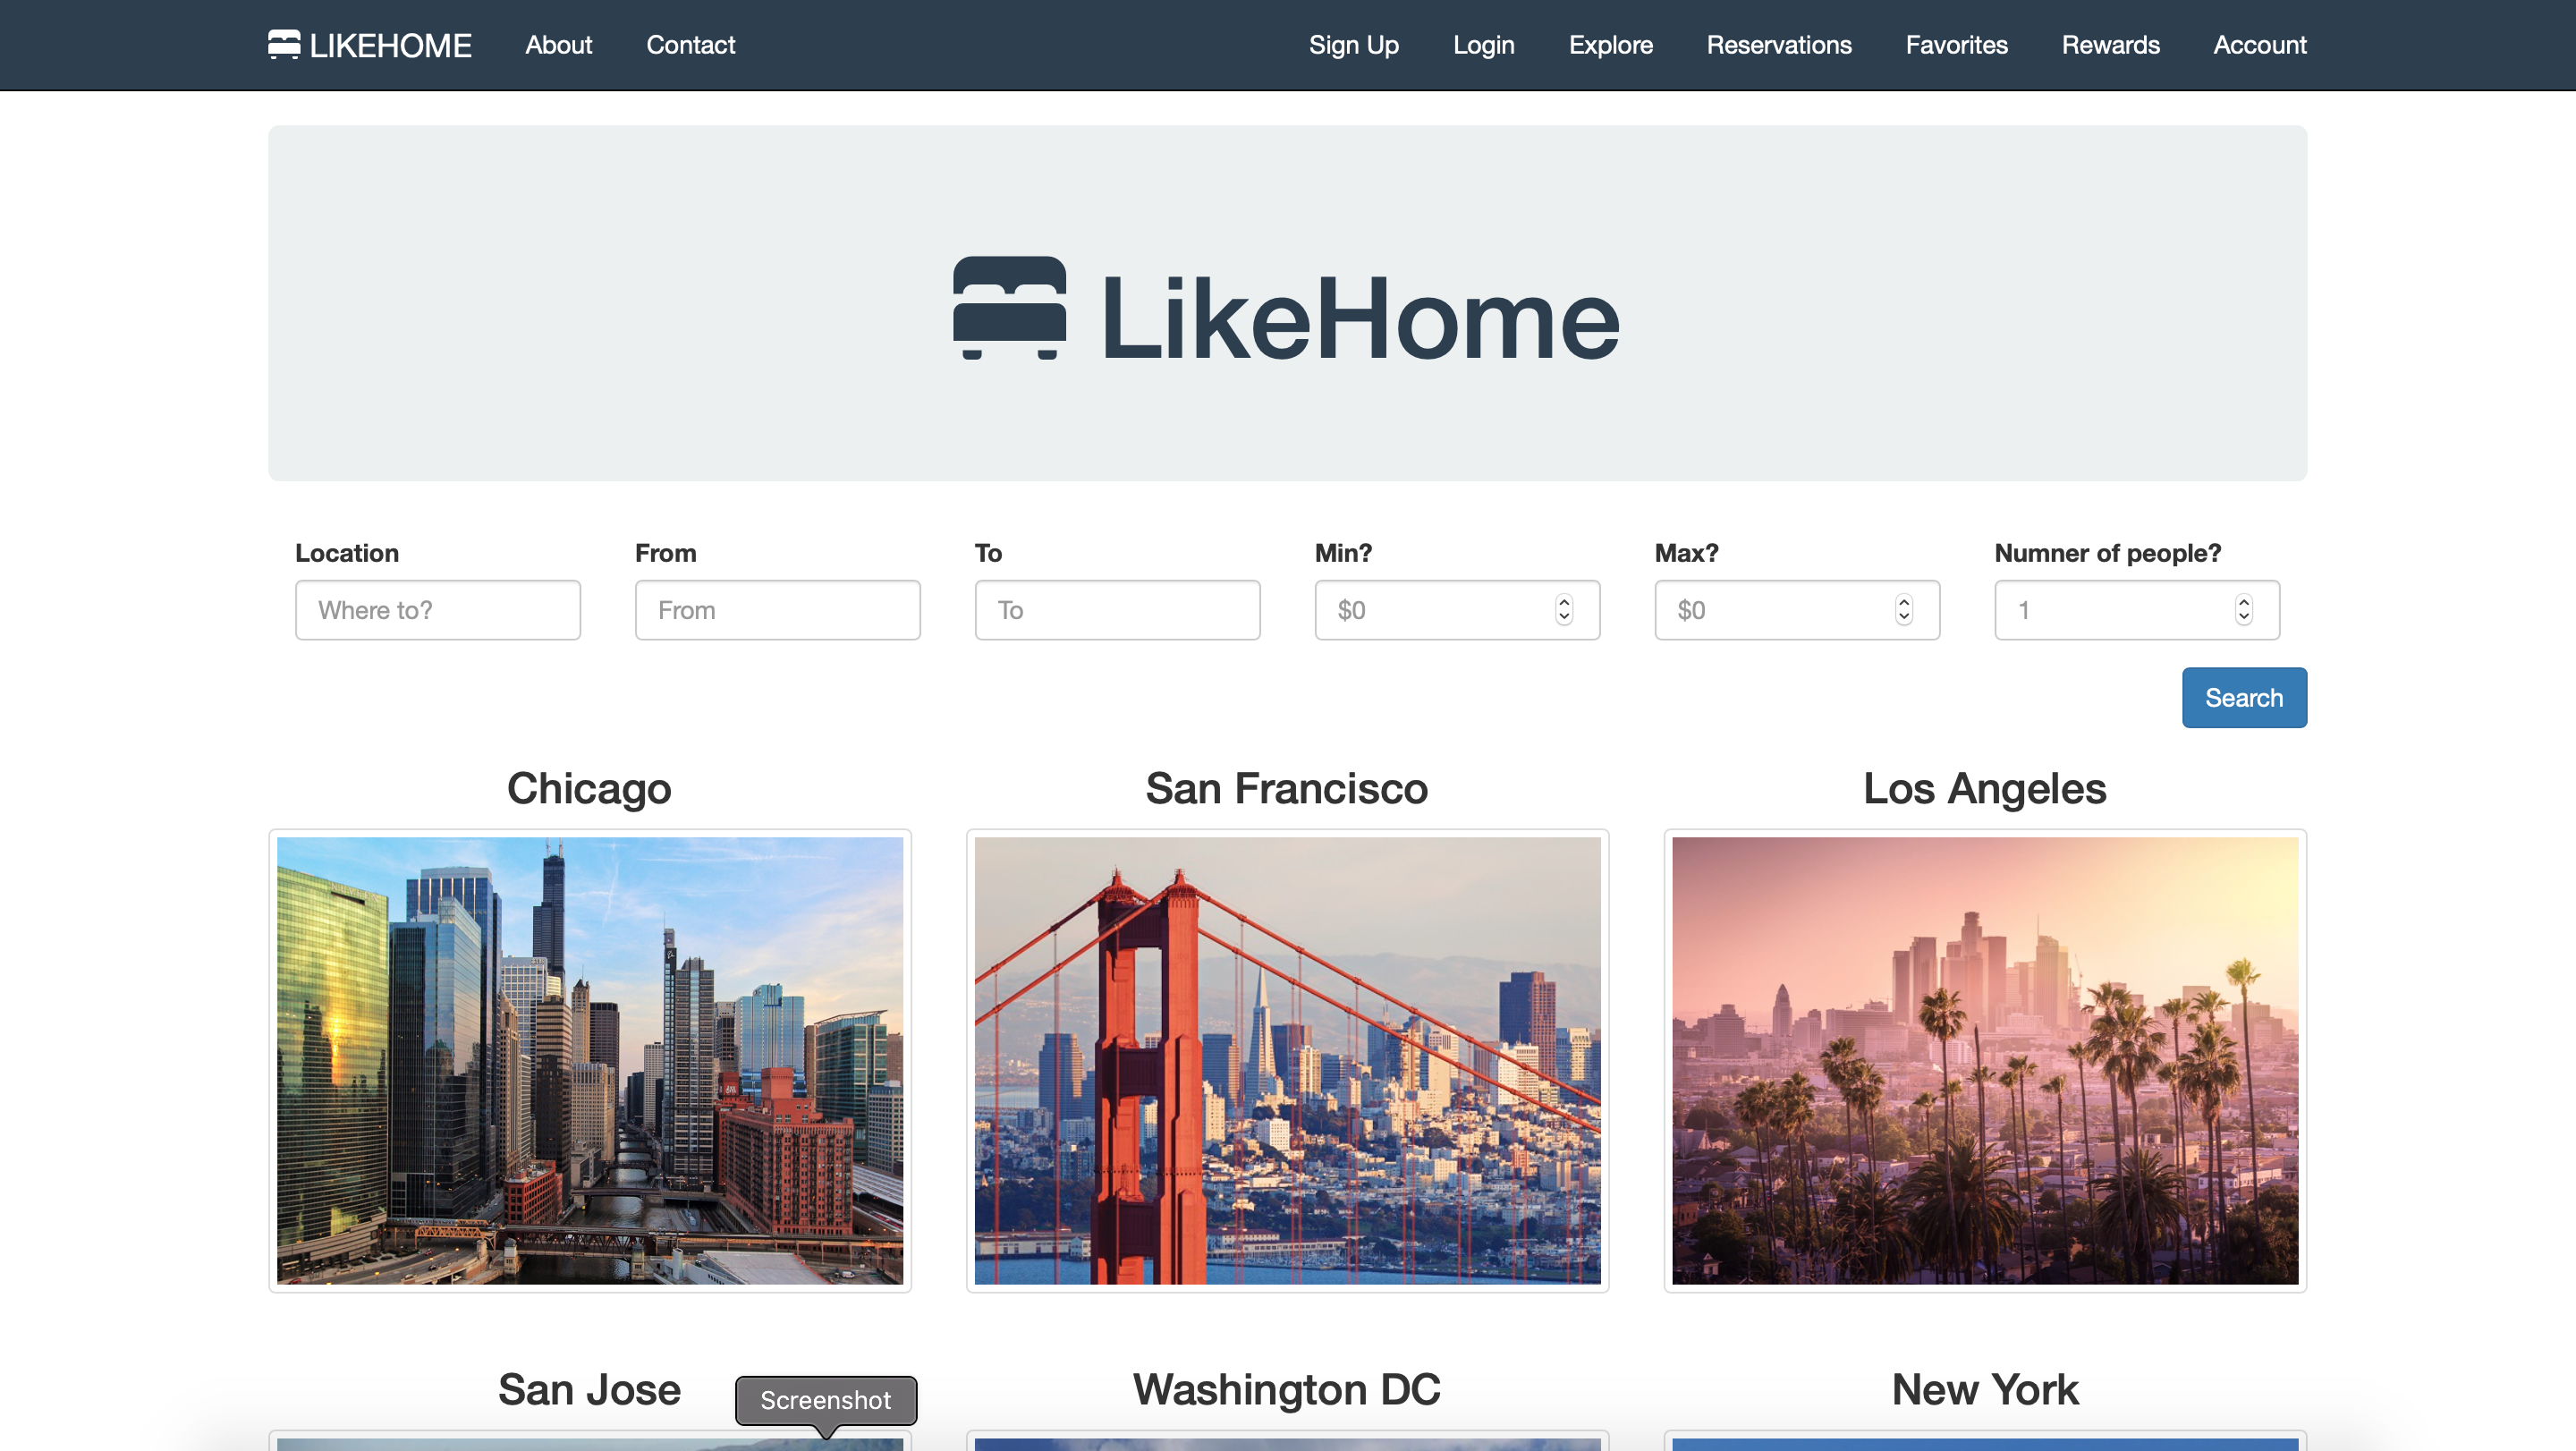 LIKEHOME About Contact Sign Up Login Explore Reservations Favorites Rewards Account
LikeHome
Location From To Min? Max? Numner of people?
Where to? From To $0 $0 1
Search
Chicago San Francisco Los Angeles
San Jose Washington DC New York
Screenshot